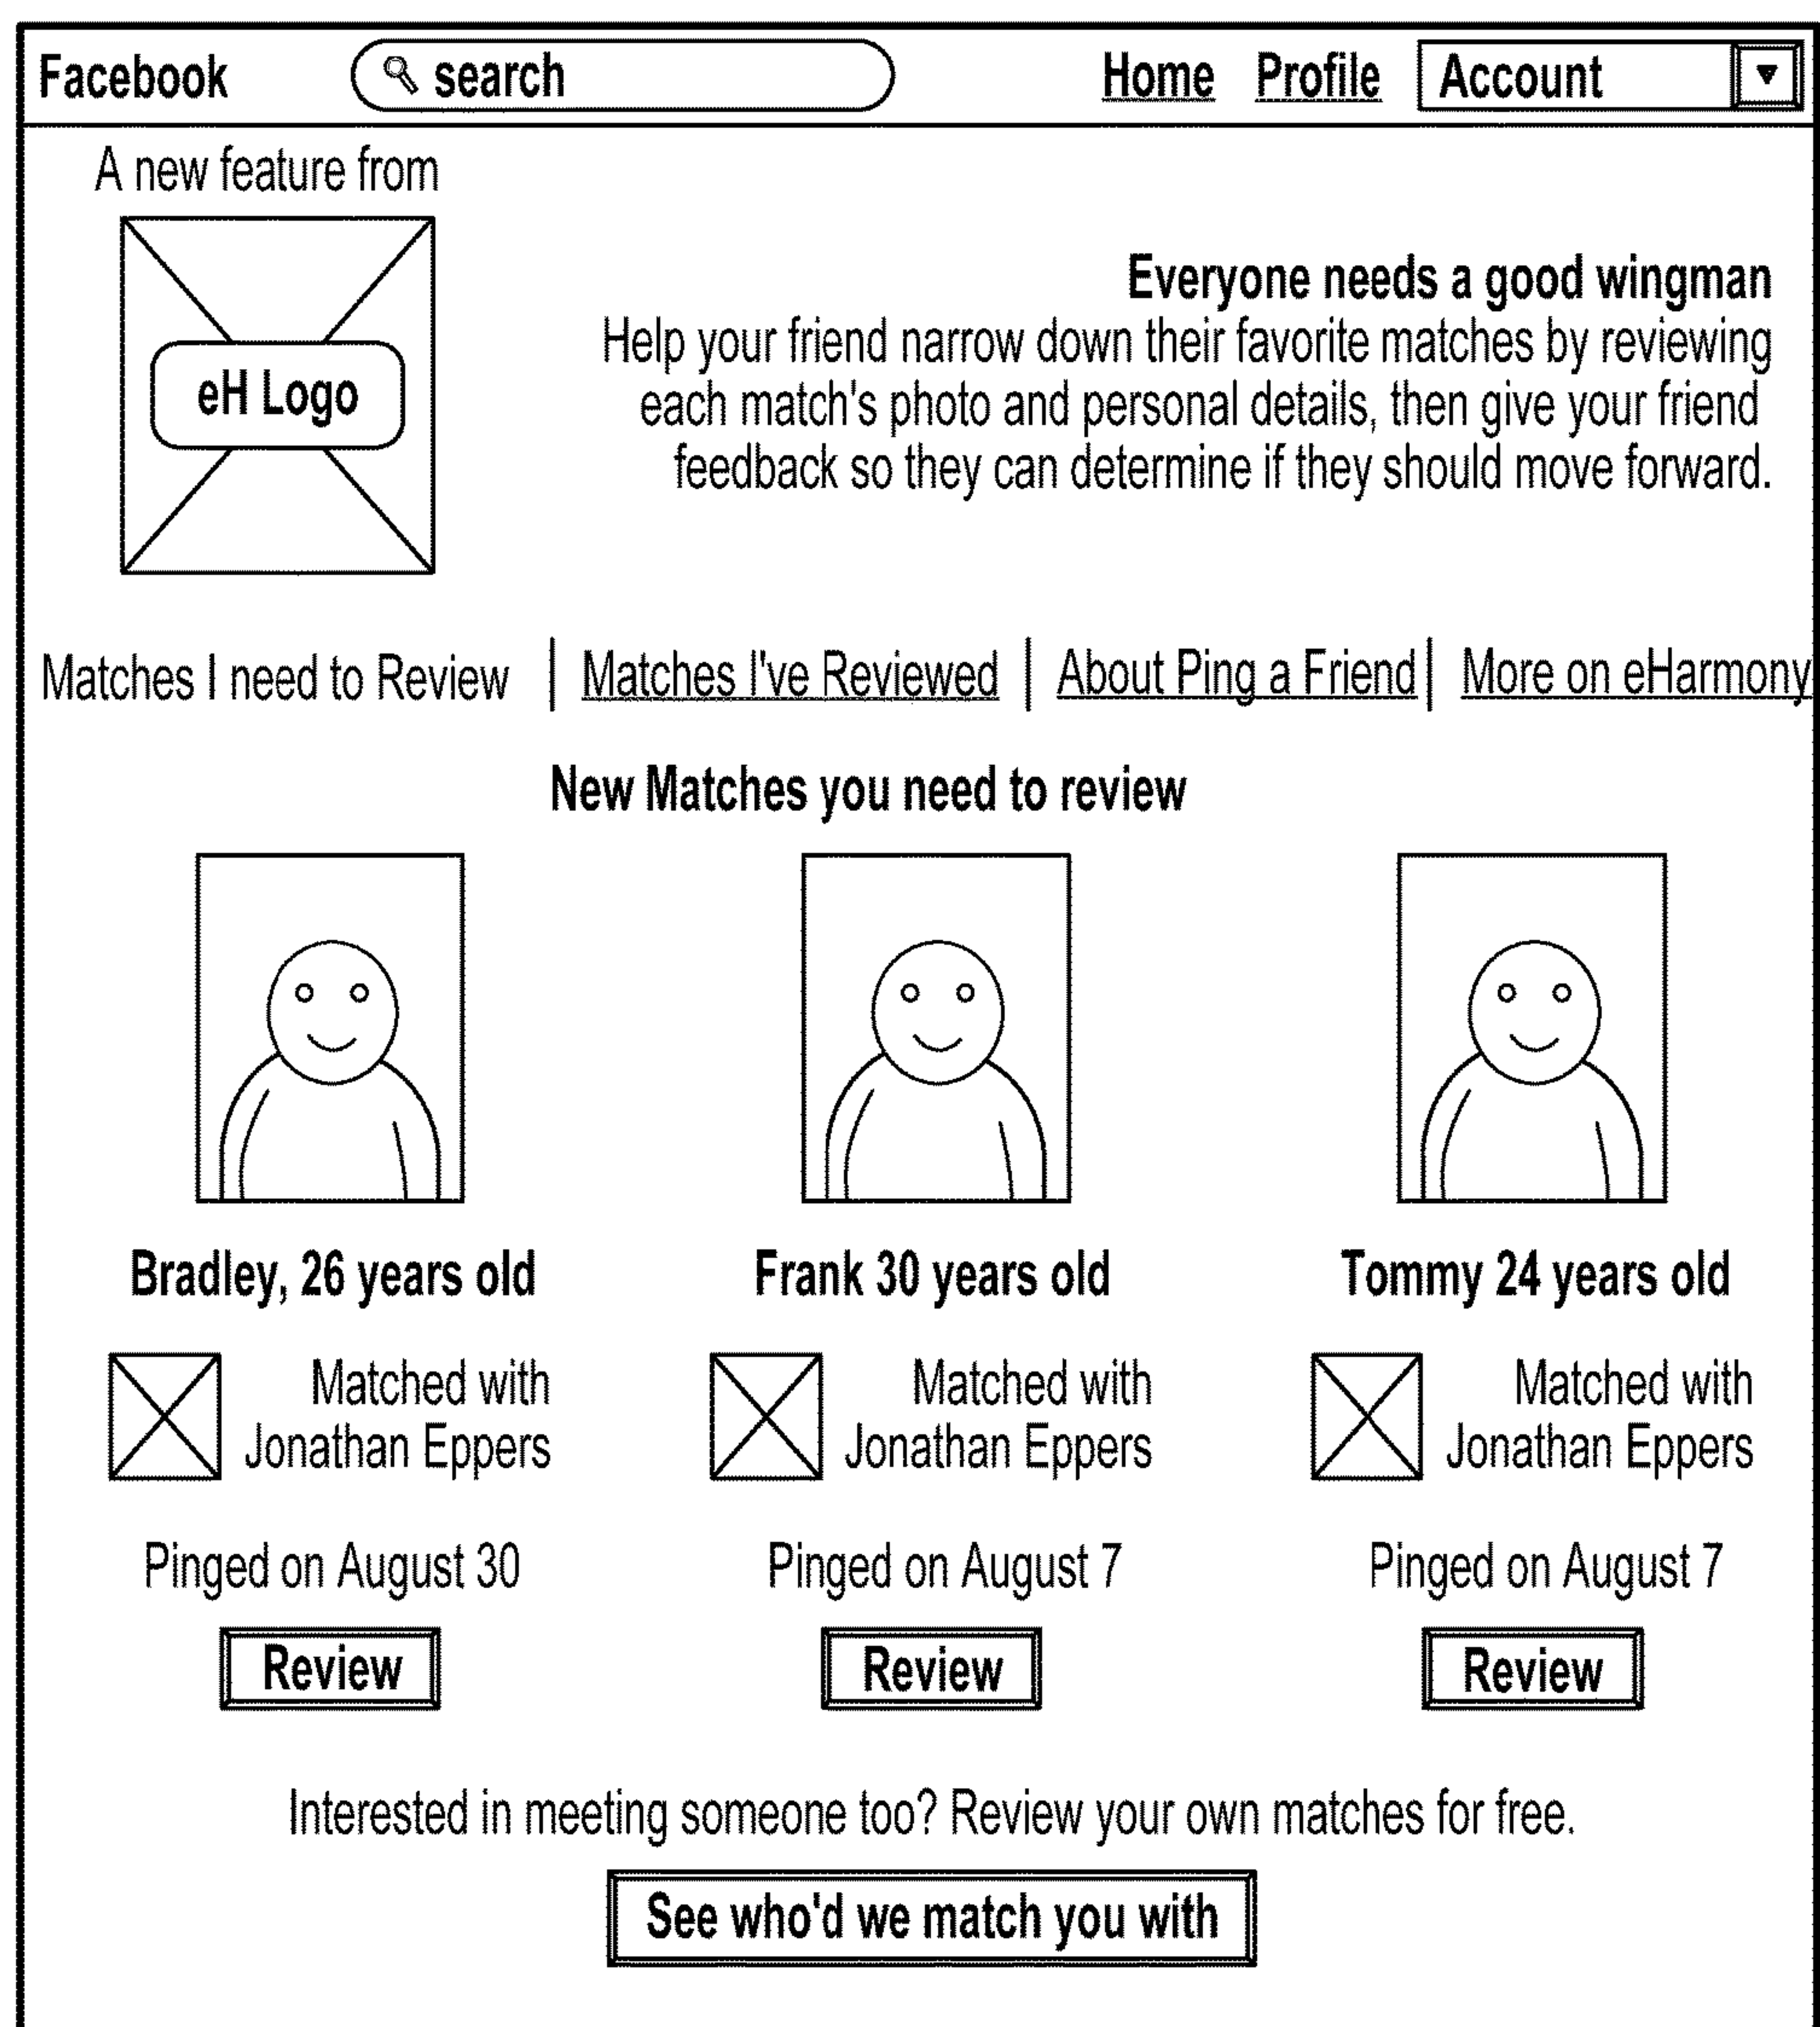 Facebook
search
Home Profile Account
A new feature from
eH Logo
Everyone needs a good wingman
Help your friend narrow down their favorite matches by reviewing
each match's photo and personal details, then give your friend
feedback so they can determine if they should move forward.
Matches I need to Review | Matches I've Reviewed | About Ping a Friend | More on eHarmony
New Matches you need to review
Bradley, 26 years old
Matched with
Jonathan Eppers
Pinged on August 30
Review
Frank 30 years old
Matched with
Jonathan Eppers
Pinged on August 7
Review
Tommy 24 years old
Matched with
Jonathan Eppers
Pinged on August 7
Review
Interested in meeting someone too? Review your own matches for free.
See who'd we match you with